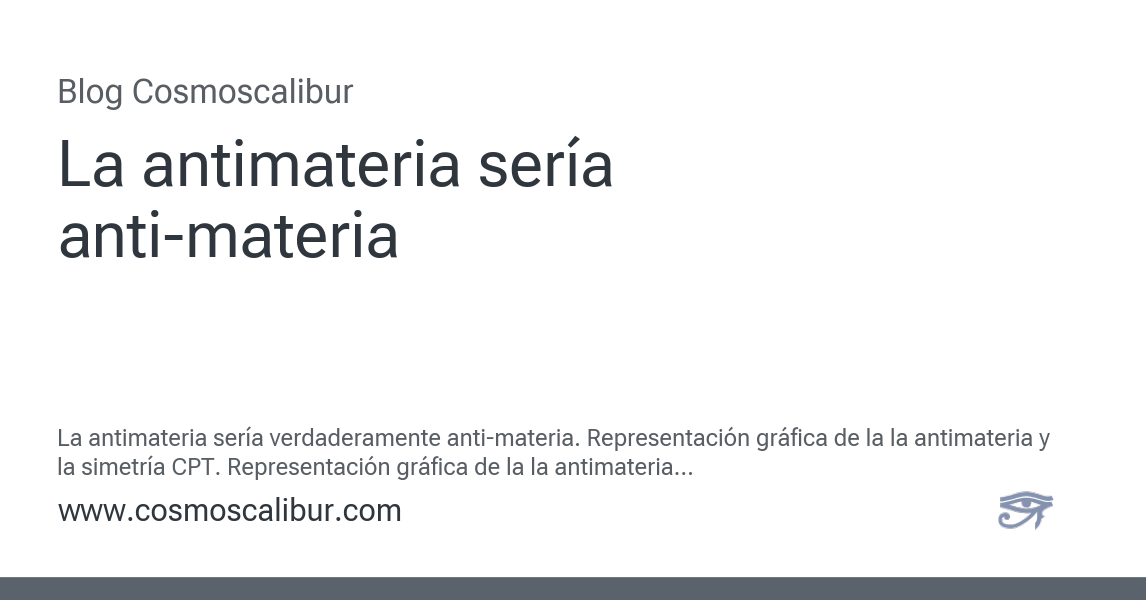 Blog Cosmoscalibur
La antimateria sería
anti-materia
La antimateria sería verdaderamente anti-materia. Representación gráfica de la la antimateria y
la simetría CPT. Representación gráfica de la la antimateria...
www.cosmoscalibur.com